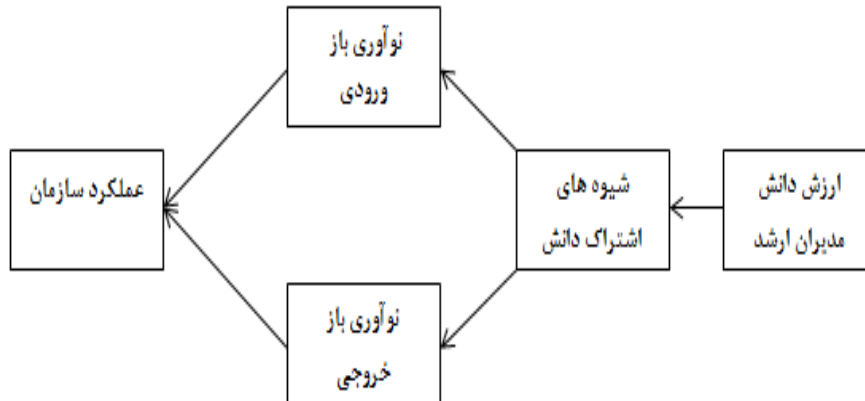 ارزش دانش
مدیران ارشد
شیوه های
اشتراک دانش
نوآوری باز
ورودی
نوآوری باز
خروجی
عملکرد سازمان